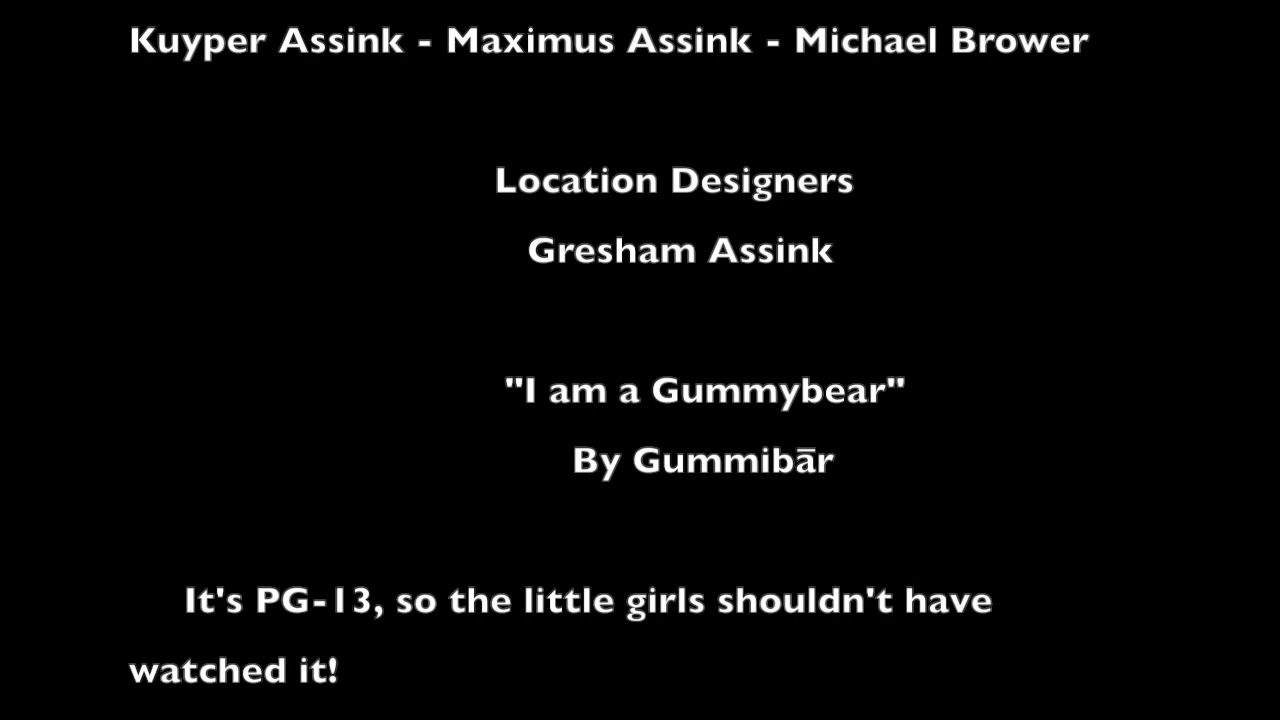 Kuyper Assink - Maximus Assink - Michael Brower
Location Designers
Gresham Assink
"I am a Gummybear"
By Gummibār
It's PG-13, so the little girls shouldn't have
watched it!